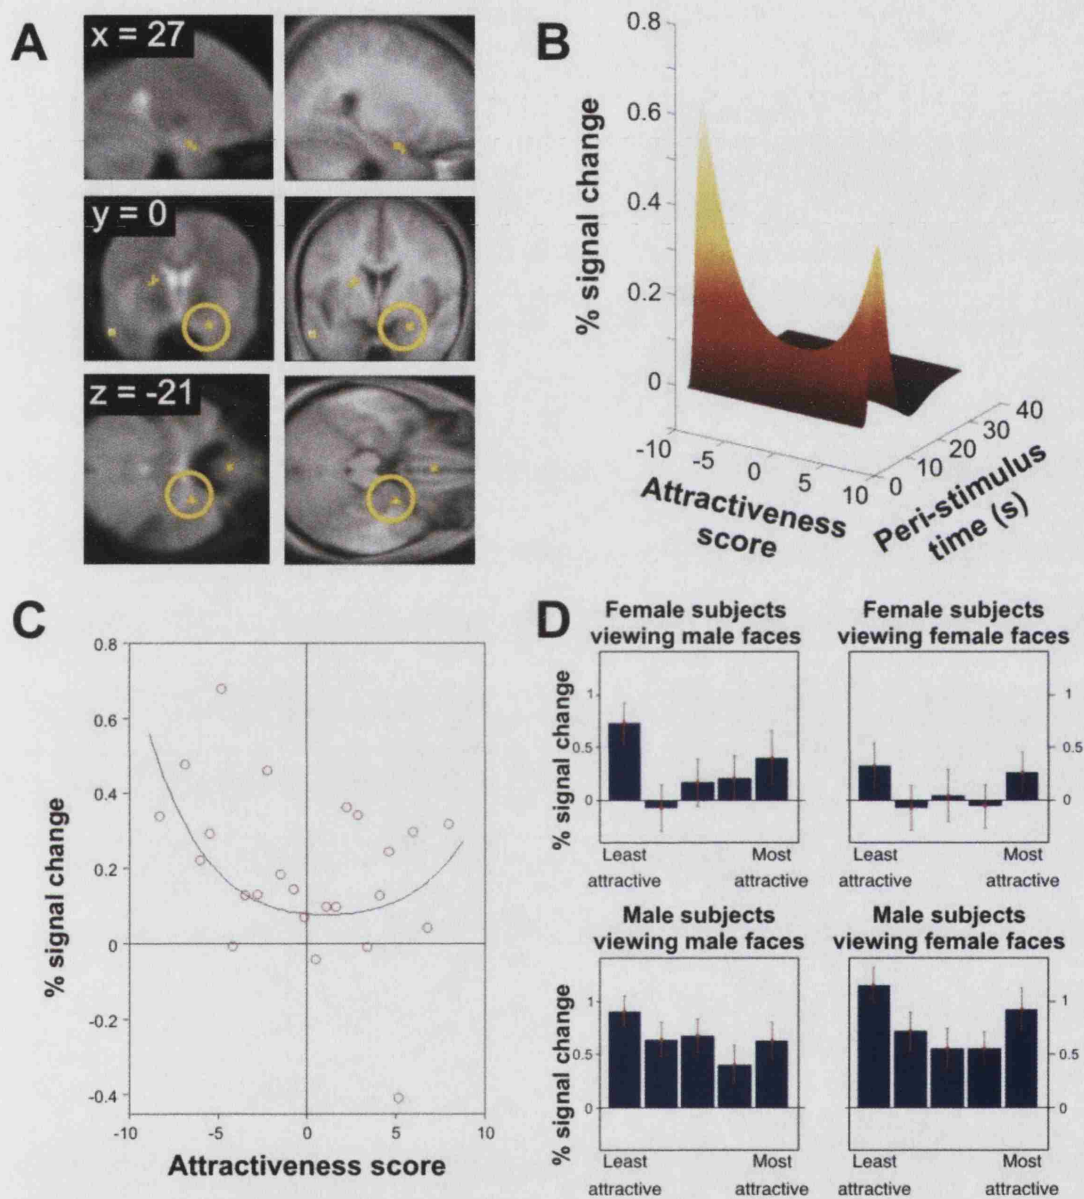 A
x = 27
y = 0
z = -21
B
0.8
0.6
0.4
0.2
0
% signal change
-10
-5
0
5
10
Attractiveness
score
0
10
20
30
40
Peri-stimulus
time (s)
C
0.8
0.6
0.4
0.2
0
-0.2
-0.4
% signal change
-10
-5
0
5
10
Attractiveness score
D
Female subjects
viewing male faces
% signal change
1
0.5
0
Least
attractive
Most
attractive
Female subjects
viewing female faces
1
0.5
0
Least
attractive
Most
attractive
Male subjects
viewing male faces
% signal change
1
0.5
0
Least
attractive
Most
attractive
Male subjects
viewing female faces
1
0.5
0
Least
attractive
Most
attractive